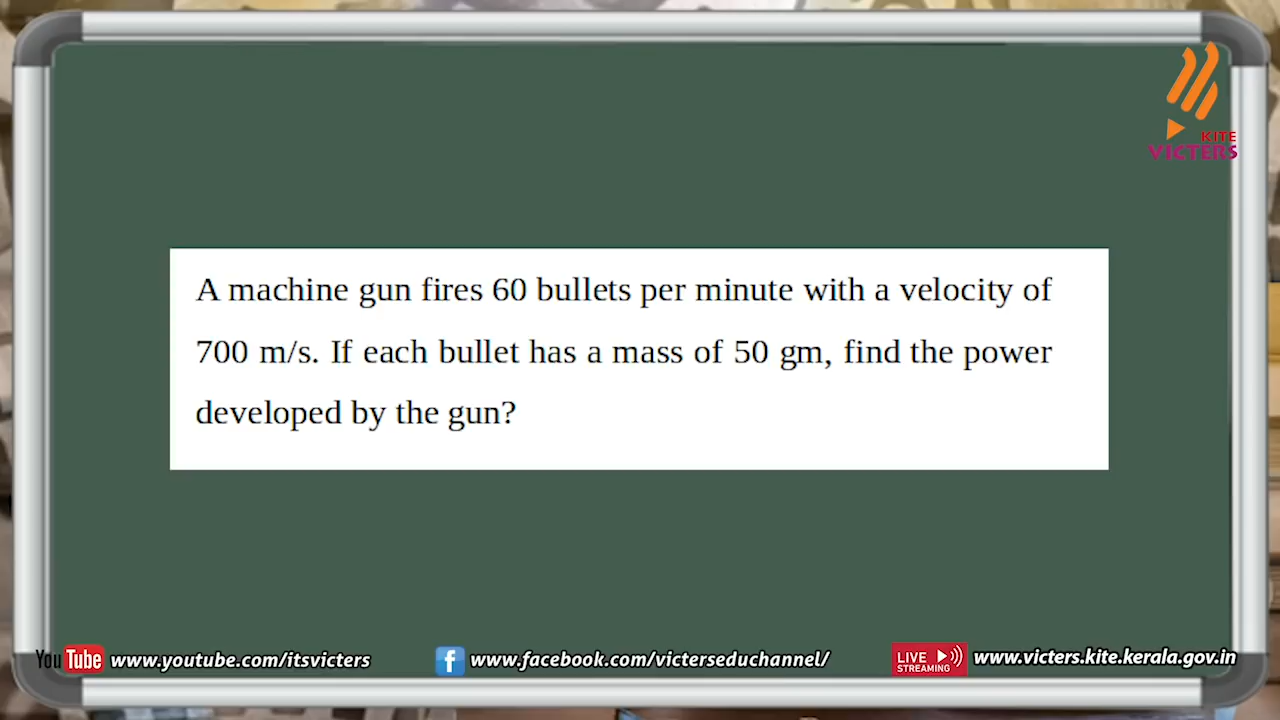 KITE
VICTERS
A machine gun fires 60 bullets per minute with a velocity of
700 m/s. If each bullet has a mass of 50 gm, find the power
developed by the gun?
YouTube www.youtube.com/itsvicters
f www.facebook.com/victerseduchannel/
LIVE STREAMING www.victers.kite.kerala.gov.in